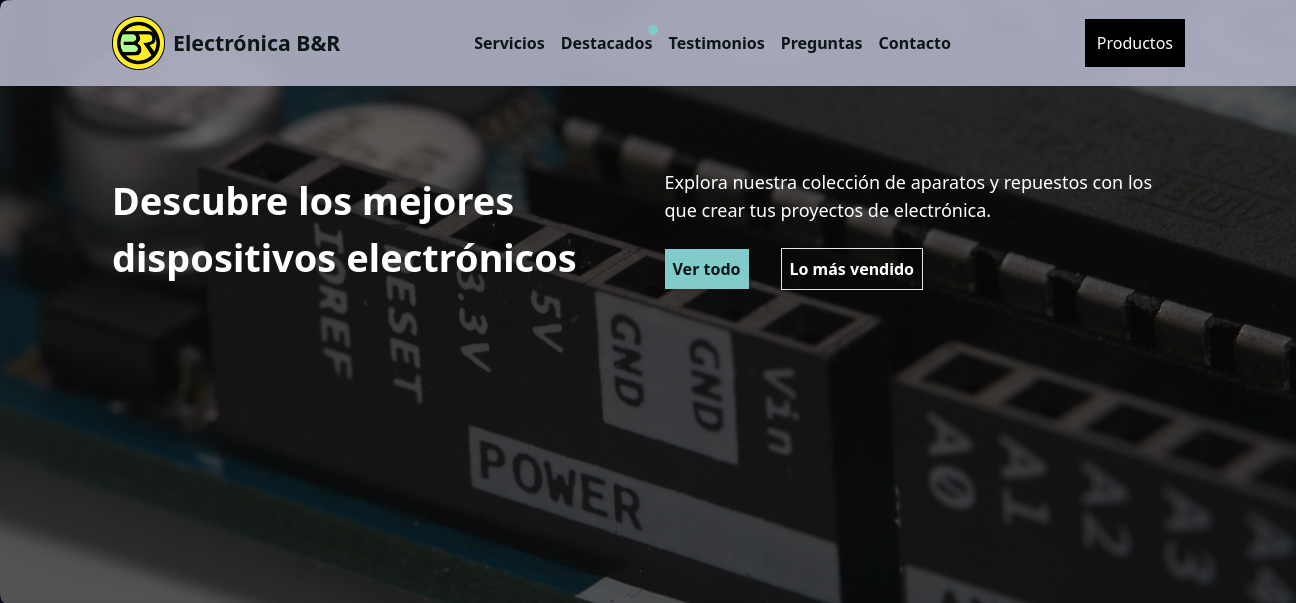 BR Electrónica B&R
Servicios Destacados Testimonios Preguntas Contacto
Productos
Descubre los mejores
dispositivos electrónicos
Explora nuestra colección de aparatos y repuestos con los
que crear tus proyectos de electrónica.
Ver todo Lo más vendido
IOREF
RESET
3.3V
5V
GND
GND
Vin
POWER
A0
A1
A2
A3
A4